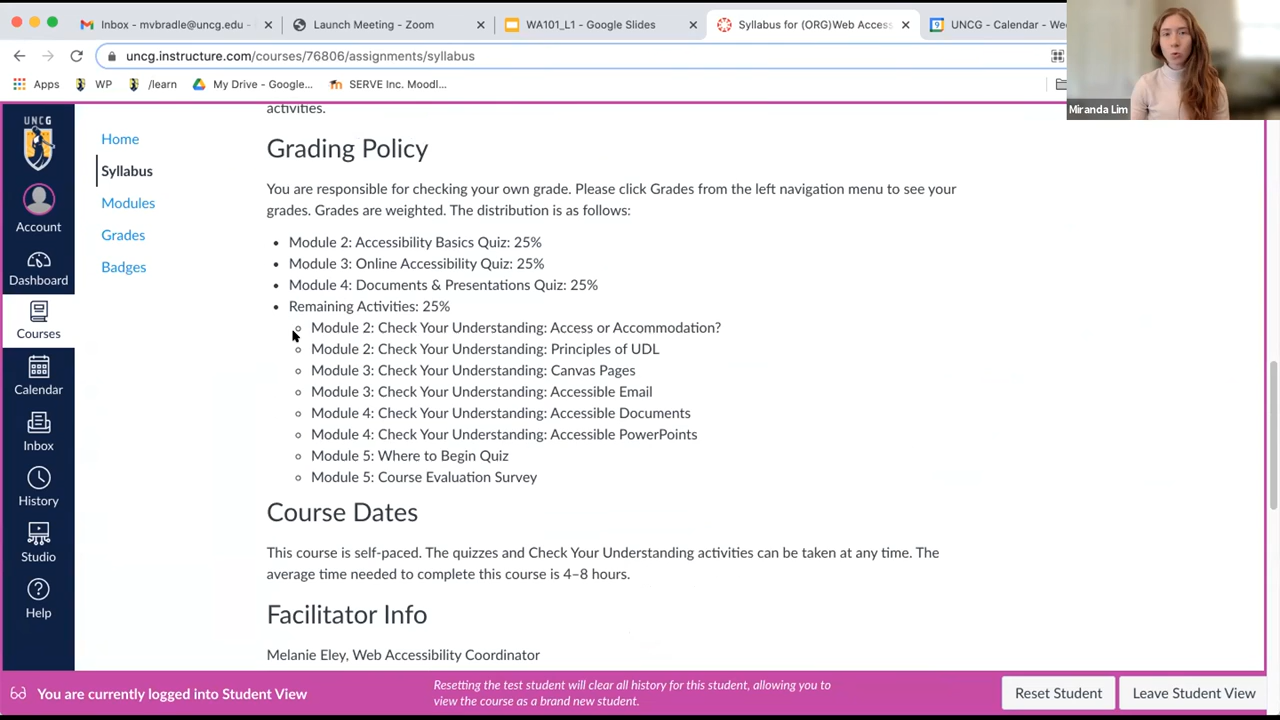 Inbox - mvbradle@uncg.edu -
Launch Meeting - Zoom
WA101_L1 - Google Slides
Syllabus for (ORG)Web Access
UNCG - Calendar - We
uncg.instructure.com/courses/76806/assignments/syllabus
Apps
WP
/learn
My Drive - Google...
SERVE Inc. Moodl...
Miranda Lim
UNCG
Account
Dashboard
Courses
Calendar
Inbox
History
Studio
Help
Home
Syllabus
Modules
Grades
Badges
activities.
Grading Policy
You are responsible for checking your own grade. Please click Grades from the left navigation menu to see your
grades. Grades are weighted. The distribution is as follows:
Module 2: Accessibility Basics Quiz: 25%
Module 3: Online Accessibility Quiz: 25%
Module 4: Documents & Presentations Quiz: 25%
Remaining Activities: 25%
Module 2: Check Your Understanding: Access or Accommodation?
Module 2: Check Your Understanding: Principles of UDL
Module 3: Check Your Understanding: Canvas Pages
Module 3: Check Your Understanding: Accessible Email
Module 4: Check Your Understanding: Accessible Documents
Module 4: Check Your Understanding: Accessible PowerPoints
Module 5: Where to Begin Quiz
Module 5: Course Evaluation Survey
Course Dates
This course is self-paced. The quizzes and Check Your Understanding activities can be taken at any time. The
average time needed to complete this course is 4–8 hours.
Facilitator Info
Melanie Eley, Web Accessibility Coordinator
You are currently logged into Student View
Resetting the test student will clear all history for this student, allowing you to
view the course as a brand new student.
Reset Student
Leave Student View